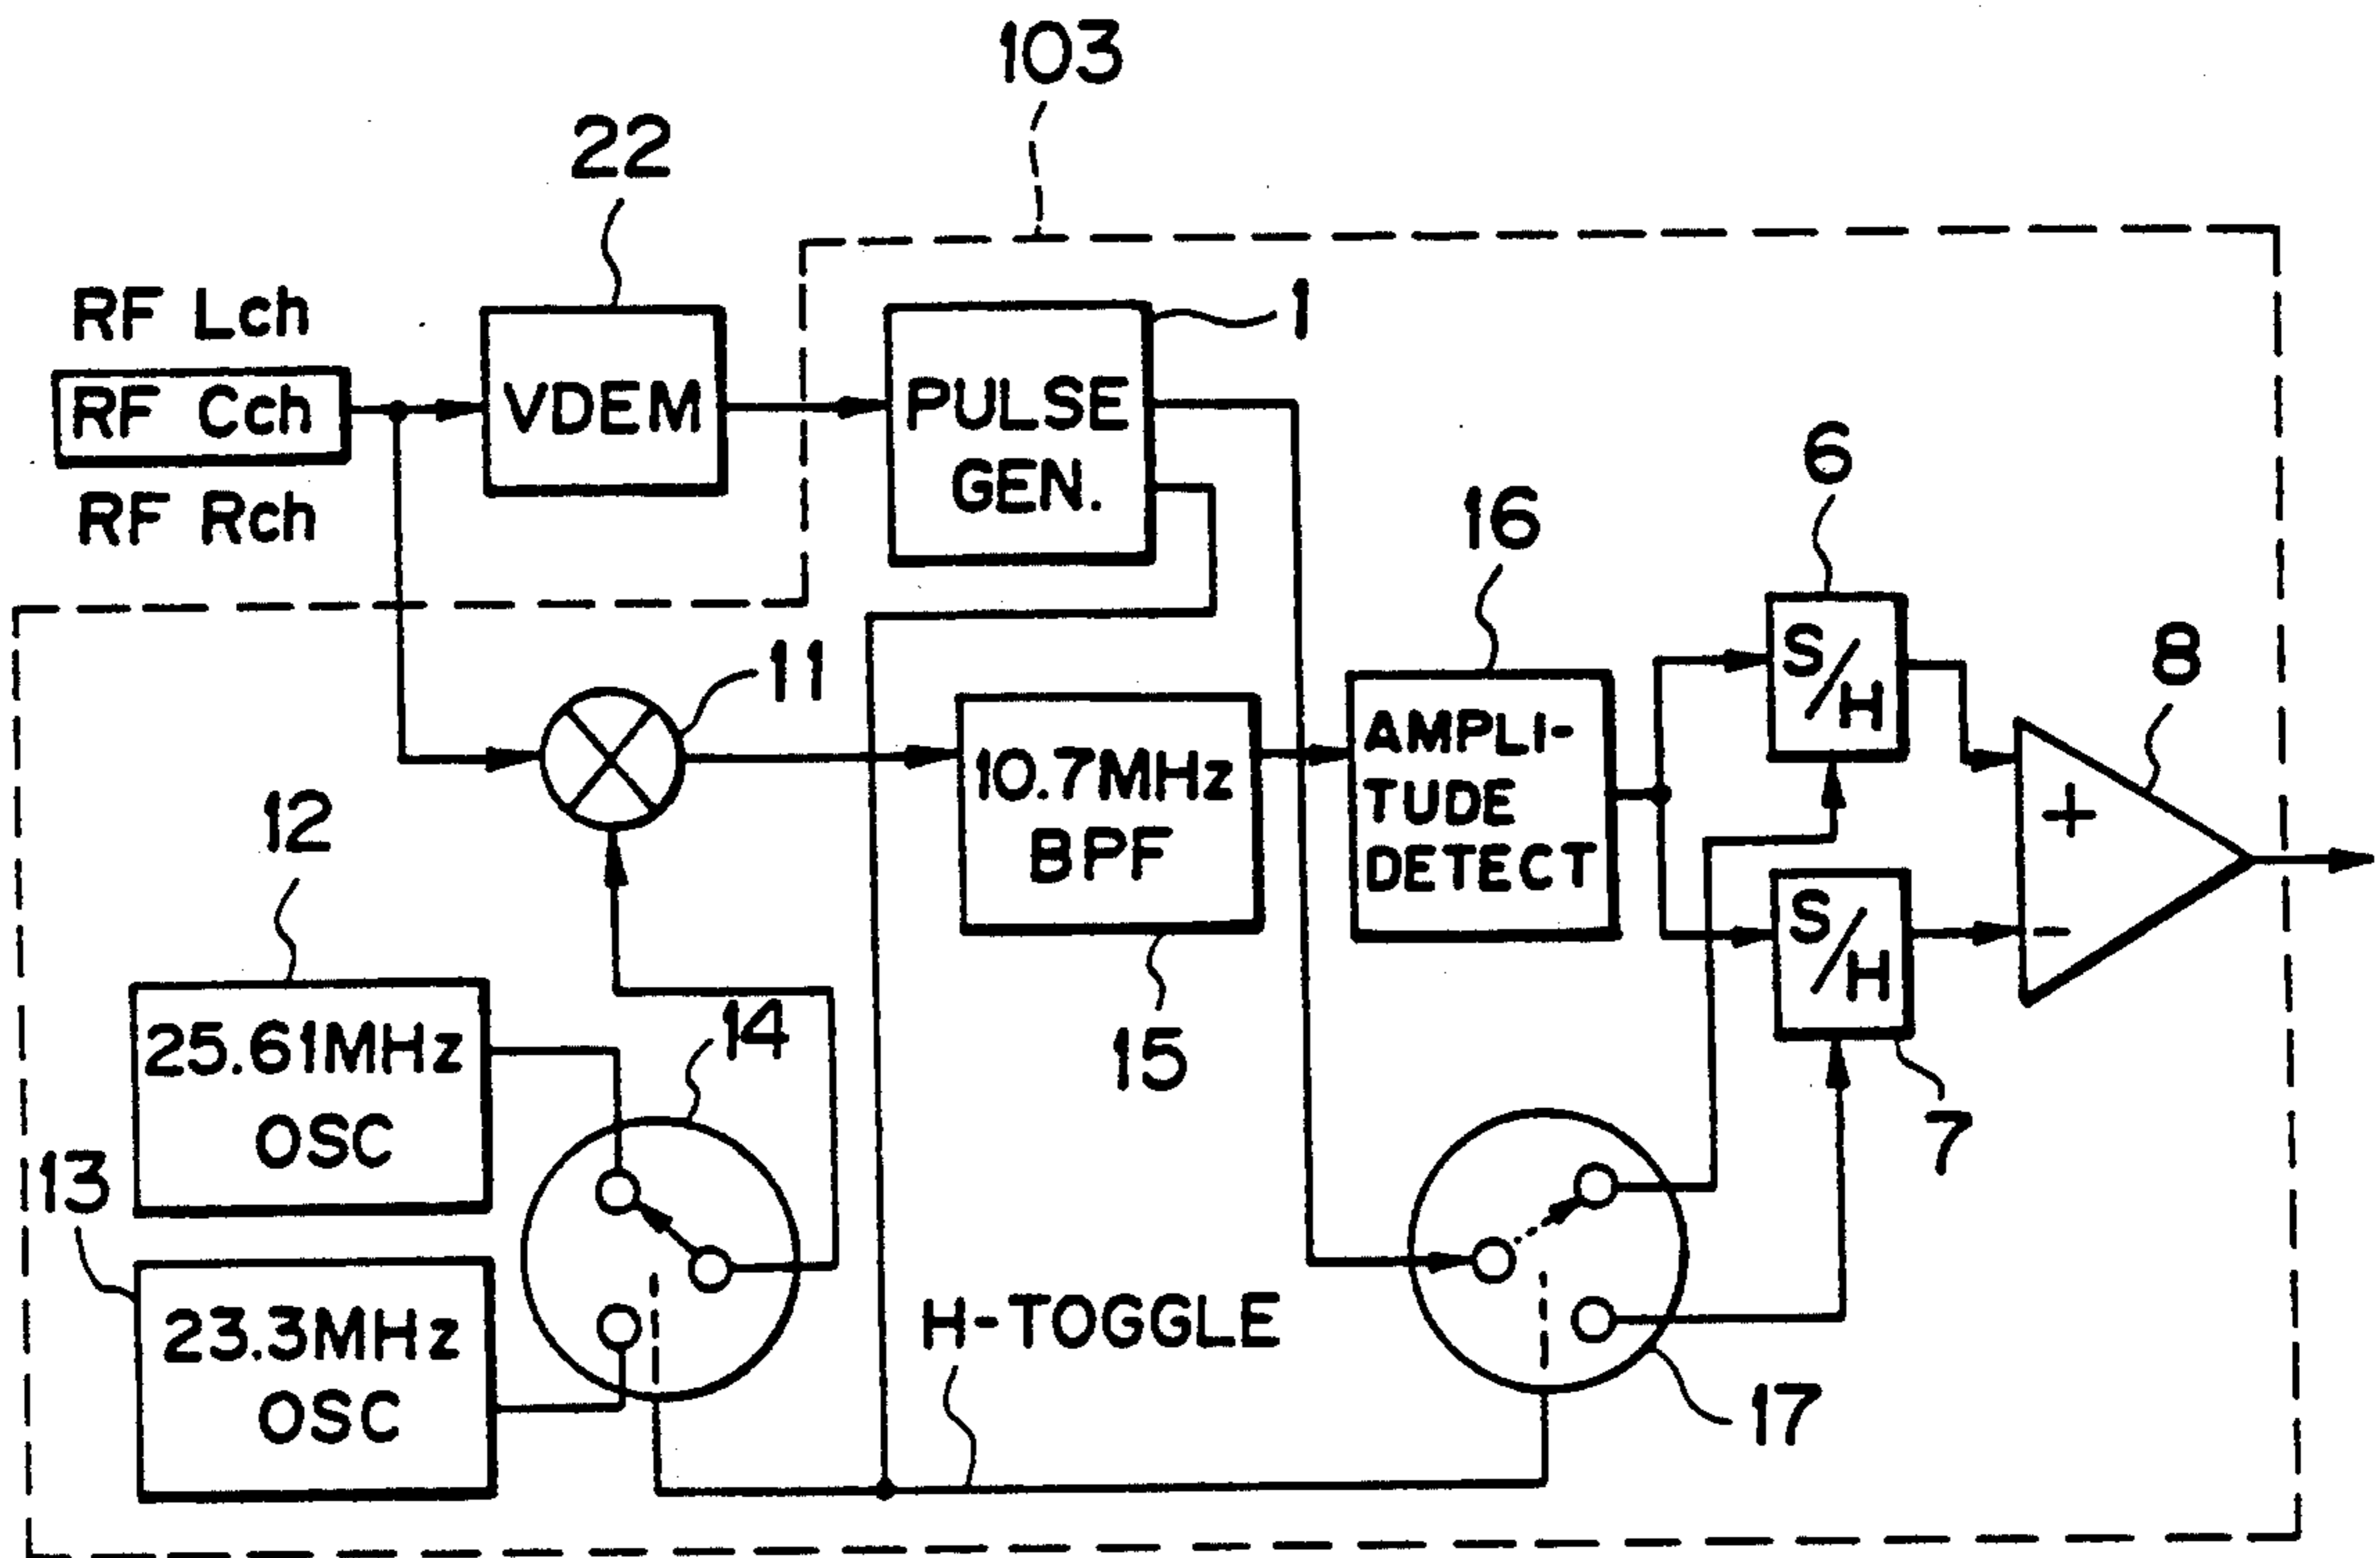 103
22
1
RF Lch
RF Cch
RF Rch
VDEM
PULSE
GEN.
6
16
11
S/H
8
10.7MHz
BPF
AMPLI-
TUDE
DETECT
+
12
S/H
-
14
15
25.61MHz
OSC
7
13
23.3MHz
OSC
H-TOGGLE
17